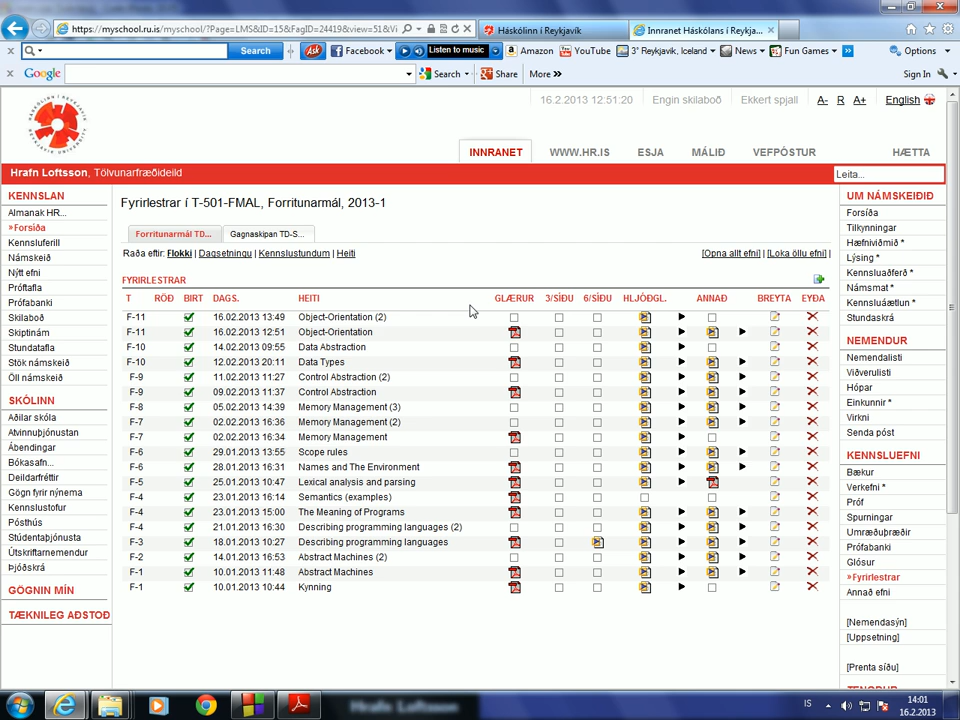 https://myschool.ru.is/myschool/?Page=LMS&ID=15&FagID=24419&view=51&Vi
Háskólinn í Reykjavík
Innranet Háskólans í Reykja...
Search
Ask
Facebook
Listen to music
Amazon
YouTube
3° Reykjavik, Iceland
News
Fun Games
Options
Google
Search
Share
More »
Sign In
16.2.2013 12:51:20
Engin skilaboð
Ekkert spjall
A-
R
A+
English
INNRANET
WWW.HR.IS
ESJA
MÁLIÐ
VEFPÓSTUR
HÆTTA
Hrafn Loftsson, Tölvunarfræðideild
Leita...
KENNSLAN
Almanak HR...
»Forsíða
Kennsluferill
Námskeið
Nýtt efni
Próftafla
Prófabanki
Skilaboð
Skiptinám
Stundatafla
Stök námskeið
Öll námskeið
SKÓLINN
Aðilar skóla
Atvinnuþjónustan
Ábendingar
Bókasafn...
Deildarfréttir
Gögn fyrir nýnema
Kennslustofur
Pósthús
Stúdentaþjónusta
Útskriftarnemendur
Þjóðskrá
GÖGNIN MÍN
TÆKNILEG AÐSTOÐ
Fyrirlestrar í T-501-FMAL, Forritunarmál, 2013-1
Forritunarmál TD...
Gagnaskipan TD-S...
Raða eftir: Flokki | Dagsetningu | Kennslustundum | Heiti
[Opna allt efni] | [Loka öllu efni]
FYRIRLESTRAR
T RÖÐ BIRT DAGS. HEITI GLÆRUR 3/SÍÐU 6/SÍÐU HLJÓÐGL. ANNAÐ BREYTA EYÐA
F-11 16.02.2013 13:49 Object-Orientation (2)
F-11 16.02.2013 12:51 Object-Orientation
F-10 14.02.2013 09:55 Data Abstraction
F-10 12.02.2013 20:11 Data Types
F-9 11.02.2013 11:27 Control Abstraction (2)
F-9 09.02.2013 11:37 Control Abstraction
F-8 05.02.2013 14:39 Memory Management (3)
F-7 02.02.2013 16:36 Memory Management (2)
F-7 02.02.2013 16:34 Memory Management
F-6 29.01.2013 13:55 Scope rules
F-6 28.01.2013 16:31 Names and The Environment
F-5 25.01.2013 10:47 Lexical analysis and parsing
F-4 23.01.2013 16:14 Semantics (examples)
F-4 23.01.2013 15:00 The Meaning of Programs
F-4 21.01.2013 16:30 Describing programming languages (2)
F-3 18.01.2013 10:27 Describing programming languages
F-2 14.01.2013 16:53 Abstract Machines (2)
F-1 10.01.2013 11:48 Abstract Machines
F-1 10.01.2013 10:44 Kynning
UM NÁMSKEIÐIÐ
Forsíða
Tilkynningar
Hæfniviðmið *
Lýsing *
Kennsluaðferð *
Námsmat *
Kennsluáætlun *
Stundaskrá
NEMENDUR
Nemendalisti
Viðverulisti
Hópar
Einkunnir *
Virkni
Senda póst
KENNSLUEFNI
Bækur
Verkefni *
Próf
Spurningar
Umræðuþræðir
Prófabanki
Glósur
»Fyrirlestrar
Annað efni
[Nemendasýn]
[Uppsetning]
[Prenta síðu]
TENGDUR
IS
14:01
16.2.2013
Hrafn Loftsson